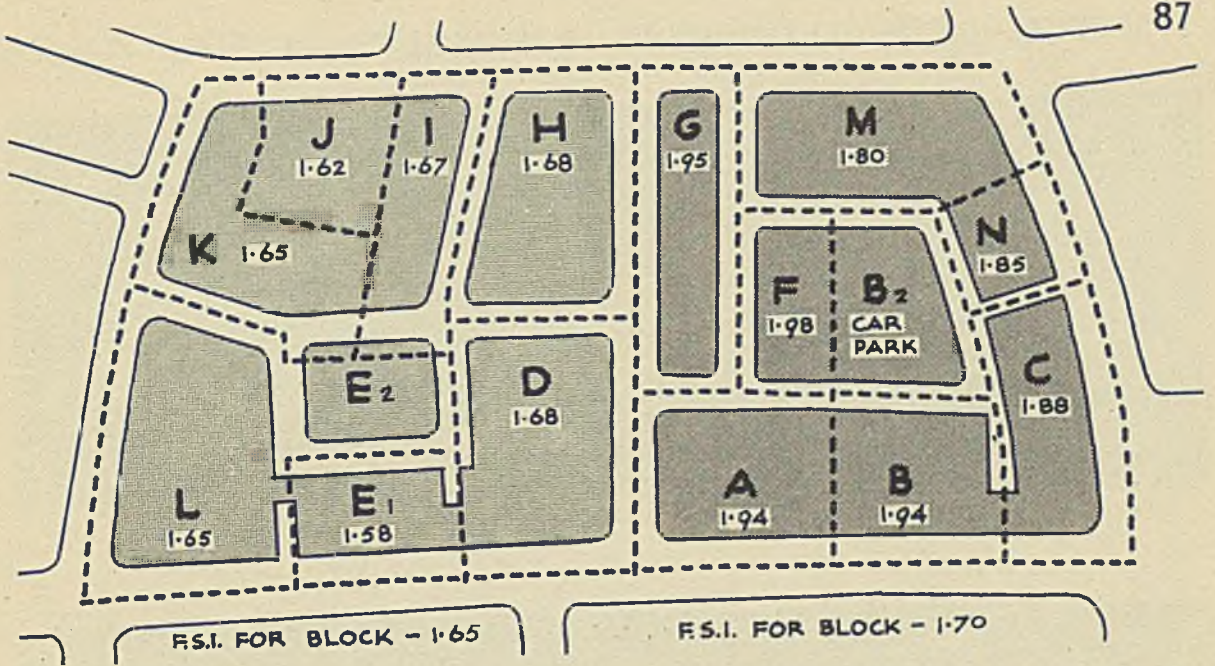 87
J
1·62
I
1·67
H
1·68
G
1·95
M
1·80
K 1·65
N
1·85
F
1·98
B2
CAR
PARK
E2
D
1·68
C
1·88
L
1·65
E1
1·58
A
1·94
B
1·94
F.S.I. FOR BLOCK – 1·65
F.S.I. FOR BLOCK – 1·70